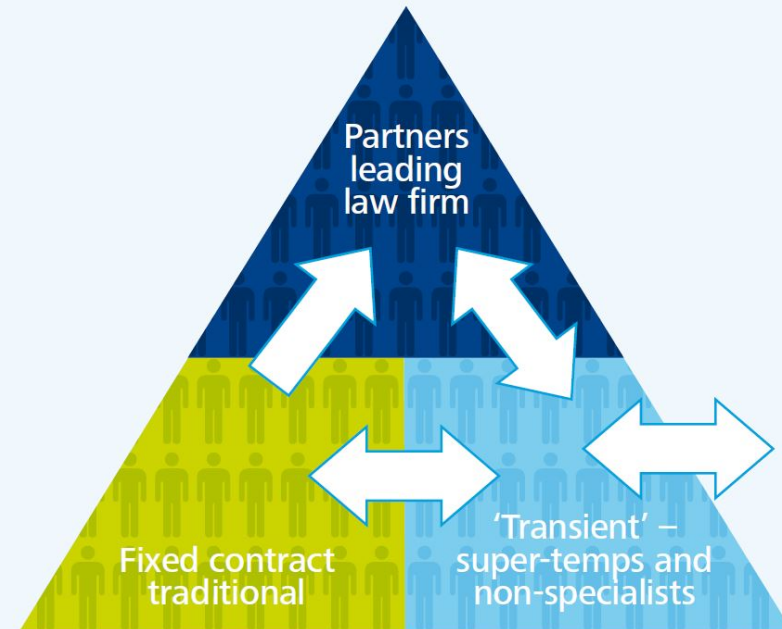 Partners
leading
law firm
Fixed contract
traditional
‘Transient’ –
super-temps and
non-specialists